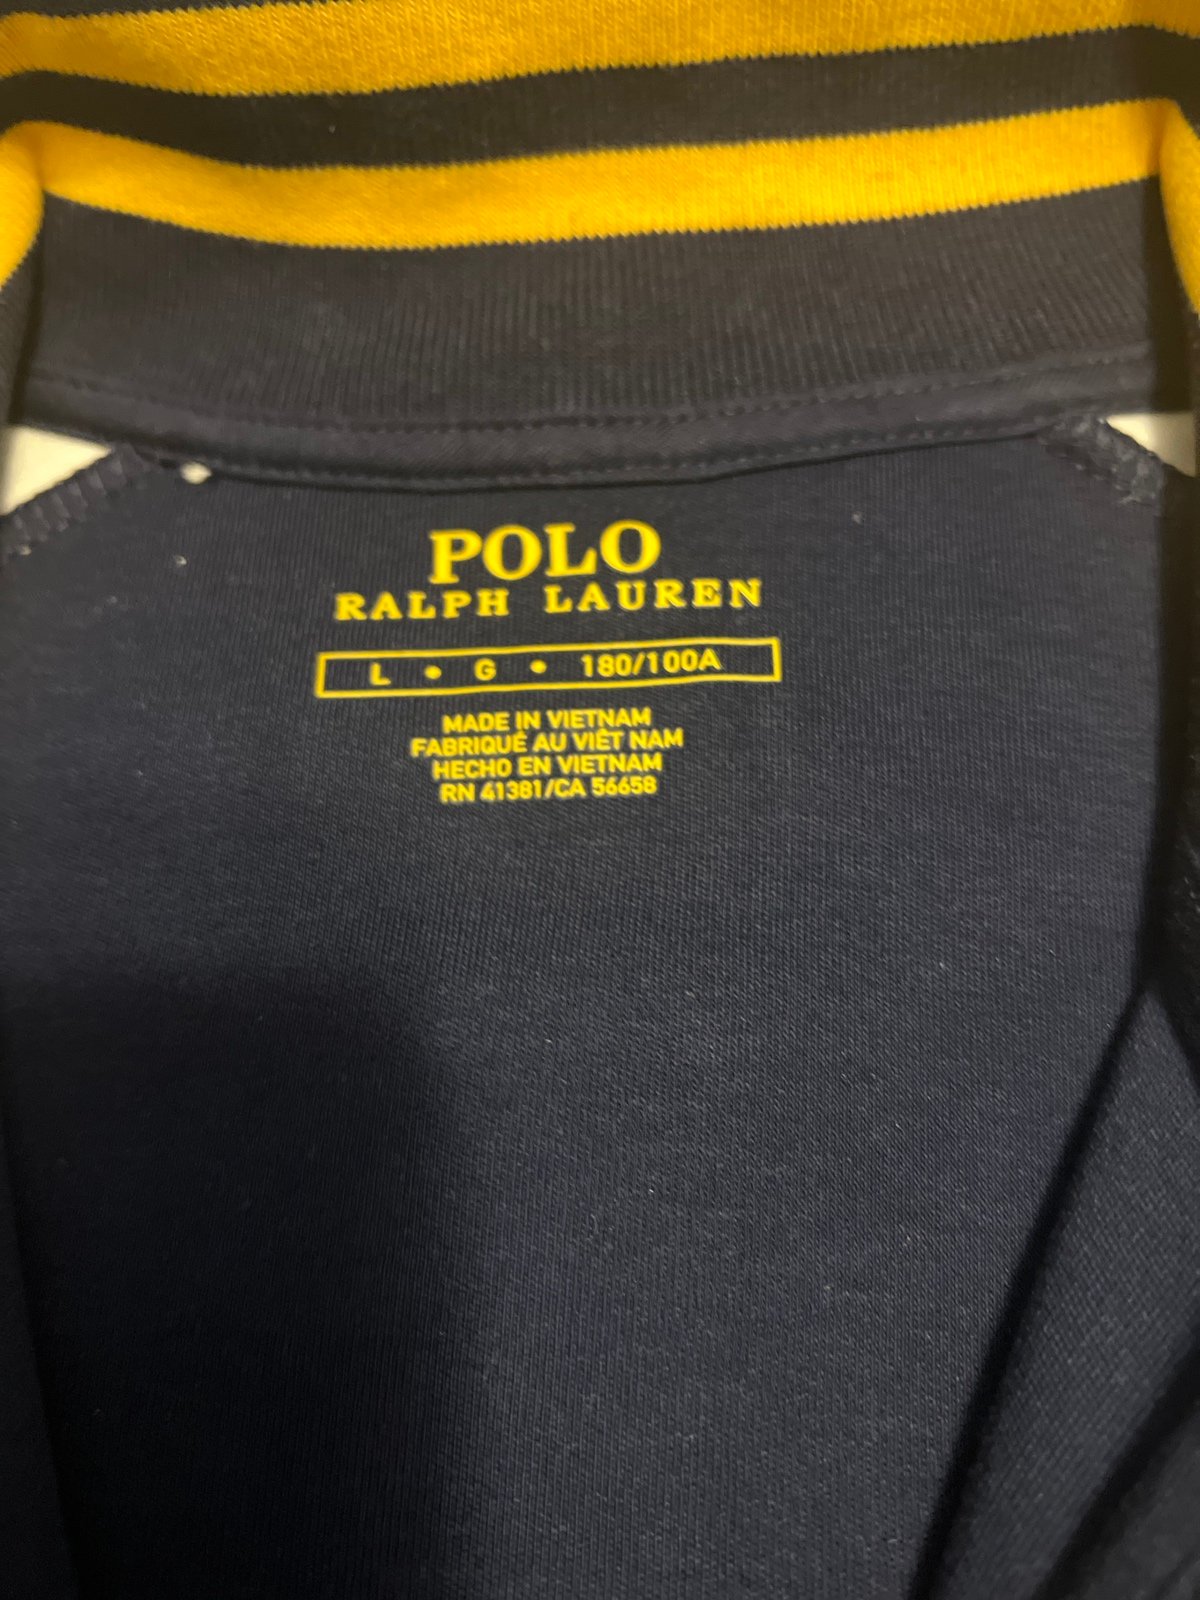 POLO
RALPH LAUREN
L • G • 180/100A
MADE IN VIETNAM
FABRIQUÉ AU VIÊT NAM
HECHO EN VIETNAM
RN 41381/CA 56658